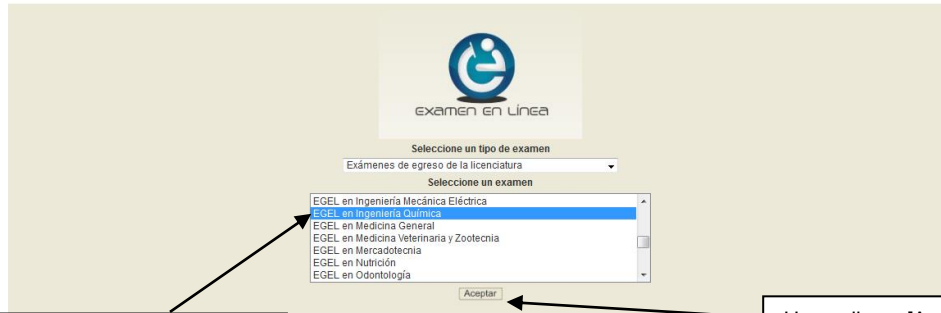 examen en Línea
Seleccione un tipo de examen
Exámenes de egreso de la licenciatura
Seleccione un examen
EGEL en Ingeniería Mecánica Eléctrica
EGEL en Ingeniería Química
EGEL en Medicina General
EGEL en Medicina Veterinaria y Zootecnia
EGEL en Mercadotecnia
EGEL en Nutrición
EGEL en Odontología
Aceptar